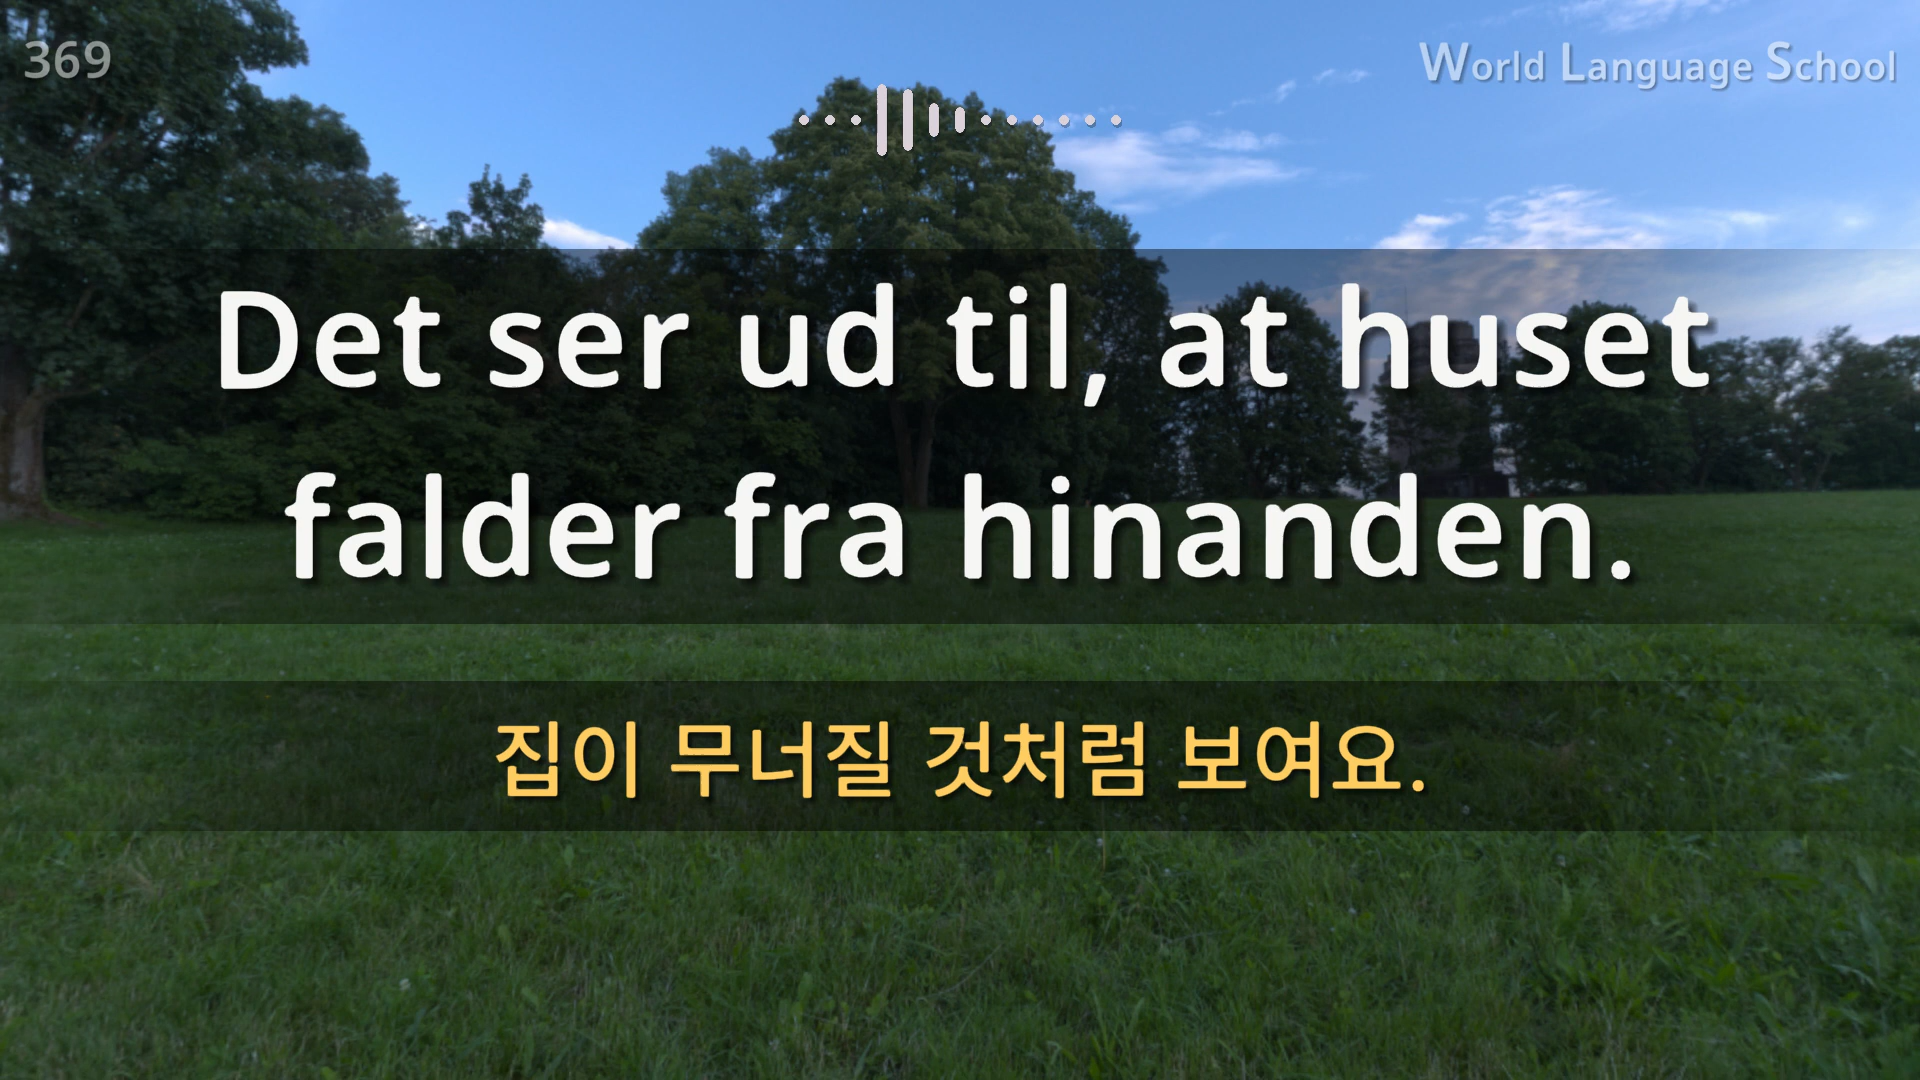 369
World Language School
Det ser ud til, at huset
falder fra hinanden.
집이 무너질 것처럼 보여요.